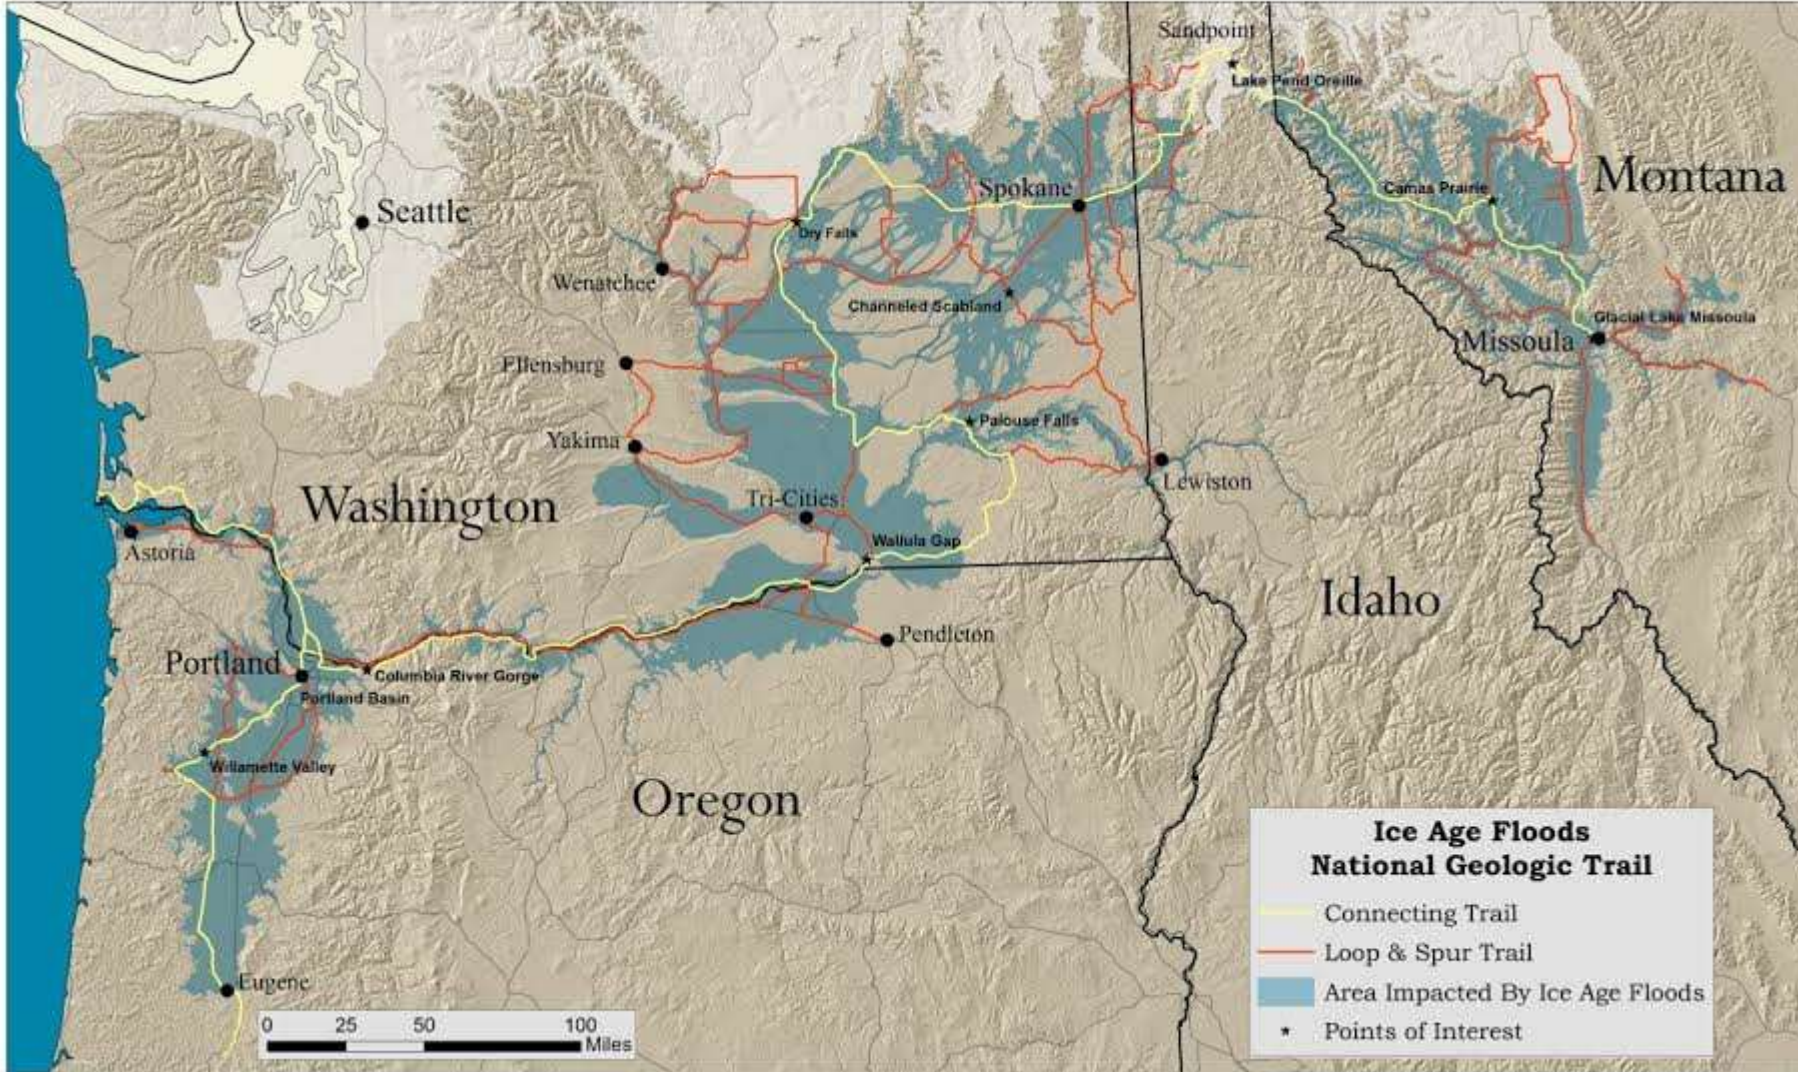 Sandpoint
Lake Pend Oreille
Montana
Camas Prairie
Spokane
Seattle
Dry Falls
Wenatchee
Channeled Scabland
Glacial Lake Missoula
Missoula
Ellensburg
Palouse Falls
Yakima
Lewiston
Washington
Tri-Cities
Wallula Gap
Astoria
Idaho
Pendleton
Portland
Columbia River Gorge
Portland Basin
Willamette Valley
Oregon
Eugene
Ice Age Floods
National Geologic Trail
Connecting Trail
Loop & Spur Trail
Area Impacted By Ice Age Floods
Points of Interest
0 25 50 100
Miles